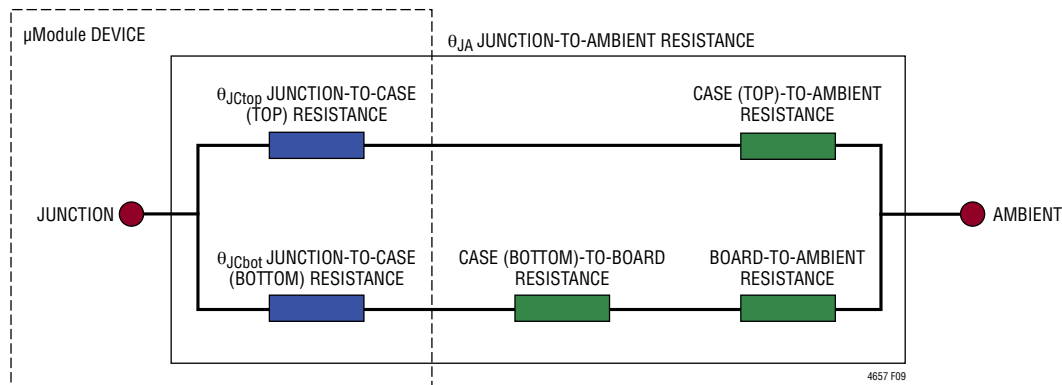 µModule DEVICE
θJA JUNCTION-TO-AMBIENT RESISTANCE
θJCtop JUNCTION-TO-CASE
(TOP) RESISTANCE
CASE (TOP)-TO-AMBIENT
RESISTANCE
JUNCTION
AMBIENT
θJCbot JUNCTION-TO-CASE
(BOTTOM) RESISTANCE
CASE (BOTTOM)-TO-BOARD
RESISTANCE
BOARD-TO-AMBIENT
RESISTANCE
4657 F09